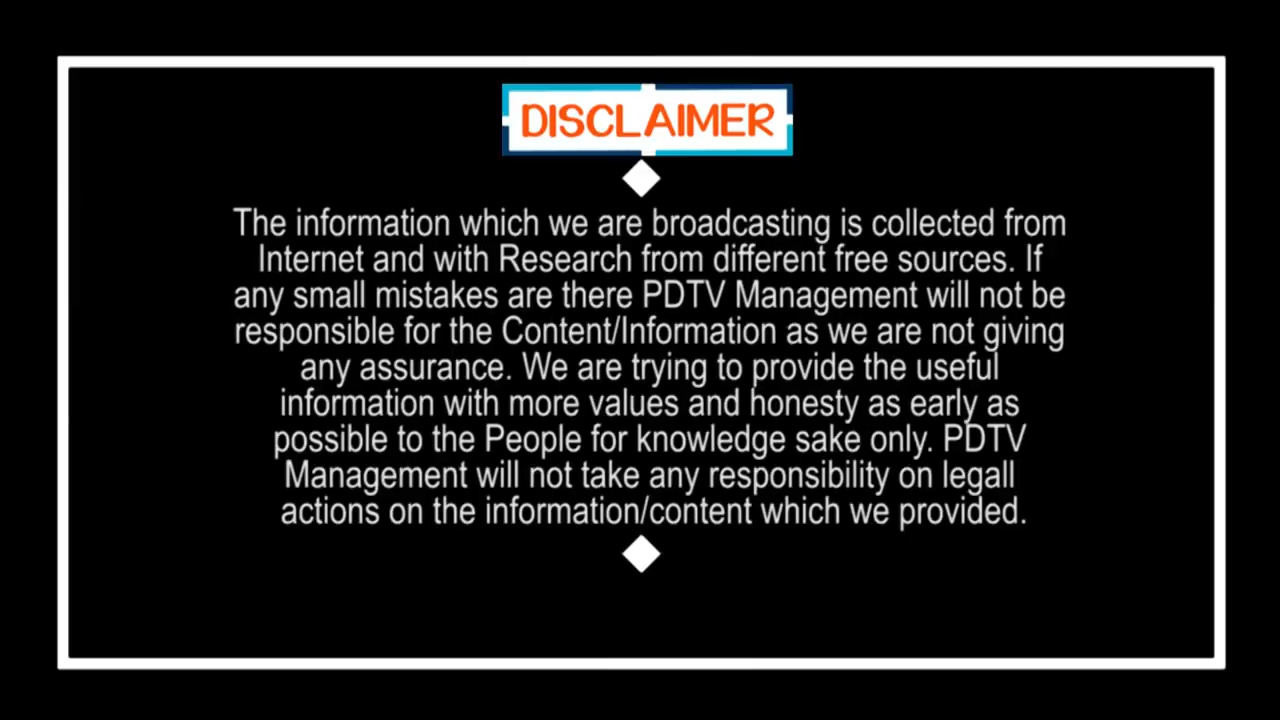 DISCLAIMER
The information which we are broadcasting is collected from
Internet and with Research from different free sources. If
any small mistakes are there PDTV Management will not be
responsible for the Content/Information as we are not giving
any assurance. We are trying to provide the useful
information with more values and honesty as early as
possible to the People for knowledge sake only. PDTV
Management will not take any responsibility on legall
actions on the information/content which we provided.